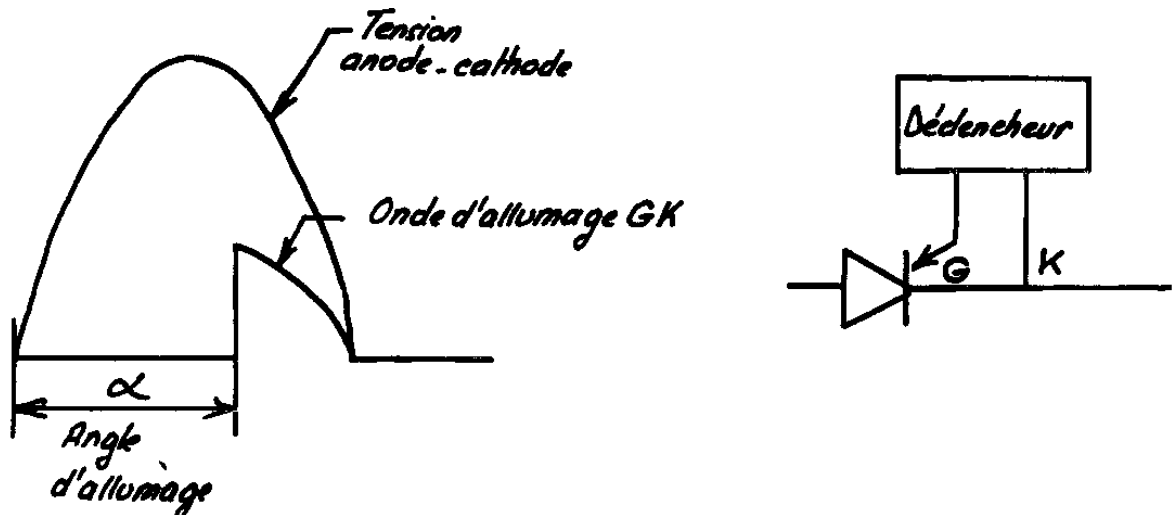 Tension
anode-cathode
Onde d'allumage GK
α
Angle
d'allumage
Déclencheur
G
K